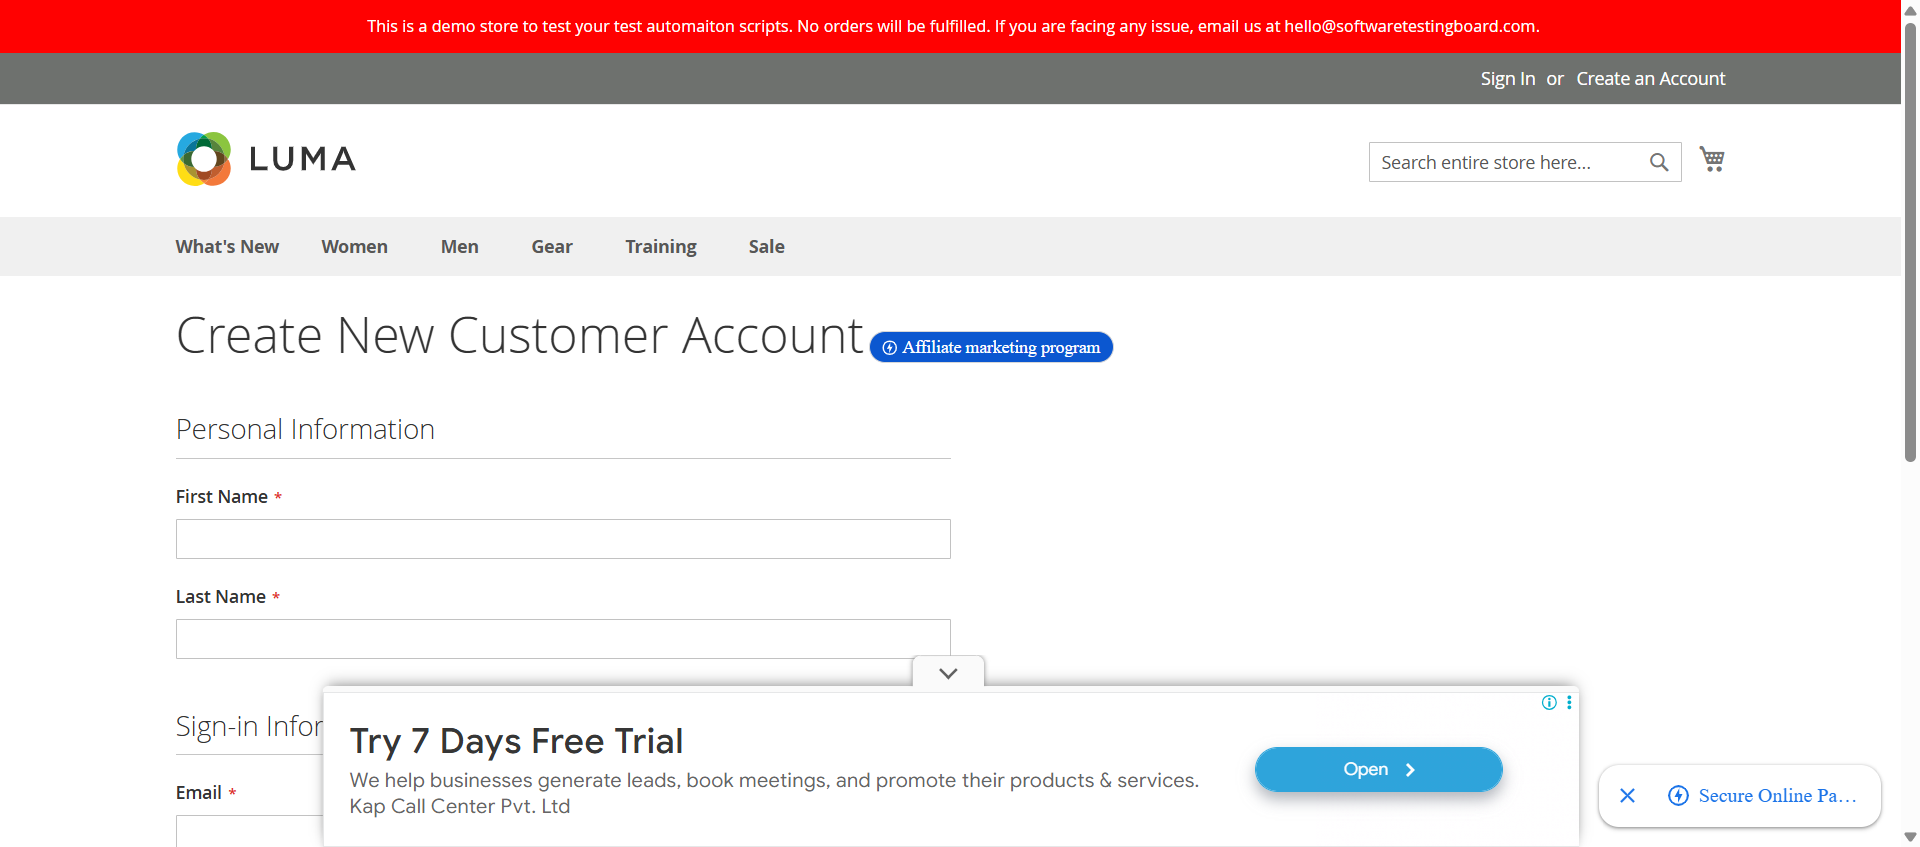 This is a demo store to test your test automaiton scripts. No orders will be fulfilled. If you are facing any issue, email us at hello@softwaretestingboard.com.
Sign In or Create an Account
LUMA
Search entire store here...
What's New Women Men Gear Training Sale
Create New Customer Account
Affiliate marketing program
Personal Information
First Name *
Last Name *
Sign-in Infor
Try 7 Days Free Trial
We help businesses generate leads, book meetings, and promote their products & services.
Kap Call Center Pvt. Ltd
Open
Email *
Secure Online Pa...